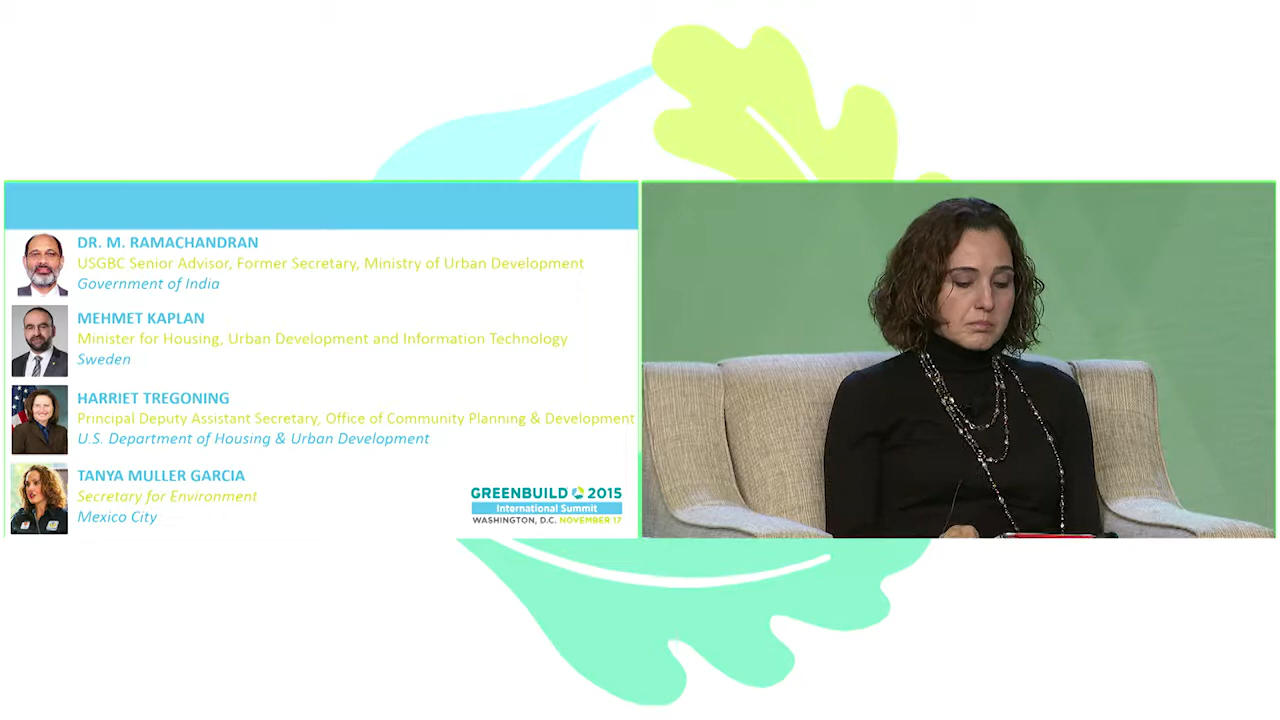 DR. M. RAMACHANDRAN
USGBC Senior Advisor, Former Secretary, Ministry of Urban Development
Government of India
MEHMET KAPLAN
Minister for Housing, Urban Development and Information Technology
Sweden
HARRIET TREGONING
Principal Deputy Assistant Secretary, Office of Community Planning & Development
U.S. Department of Housing & Urban Development
TANYA MULLER GARCIA
Secretary for Environment
Mexico City
GREENBUILD 2015
International Summit
WASHINGTON, D.C. NOVEMBER 17